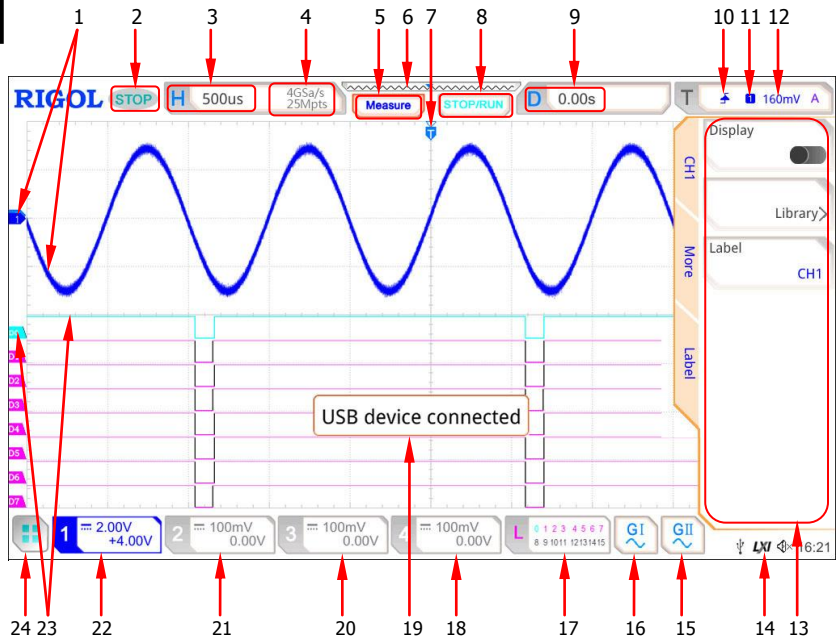 1 2 3 4 5 6 7 8 9 10 11 12
RIGOL STOP H 500us 4GSa/s 25Mpts Measure STOP/RUN D 0.00s T 1 160mV A
T
Display
CH1
1
Library
More
Label
CH1
Label
D1
D2
D3
D4
D5
D6
D7
USB device connected
1 2.00V +4.00V
2 100mV 0.00V
3 100mV 0.00V
4 100mV 0.00V
L 0 1 2 3 4 5 6 7
8 9 10 11 12 13 14 15
GI GII
LXI 16:21
24 23 22 21 20 19 18 17 16 15 14 13